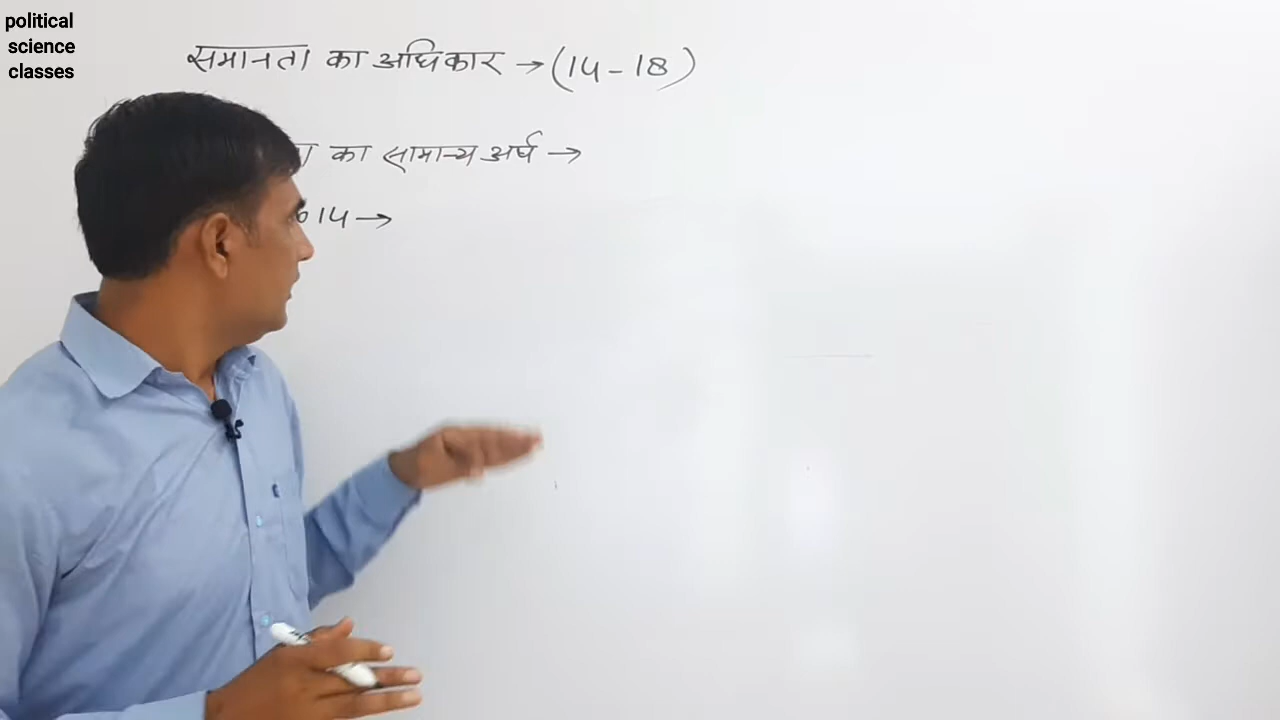 political
science
classes
समानता का अधिकार → (14 - 18)
का सामान्य अर्थ →
14 →